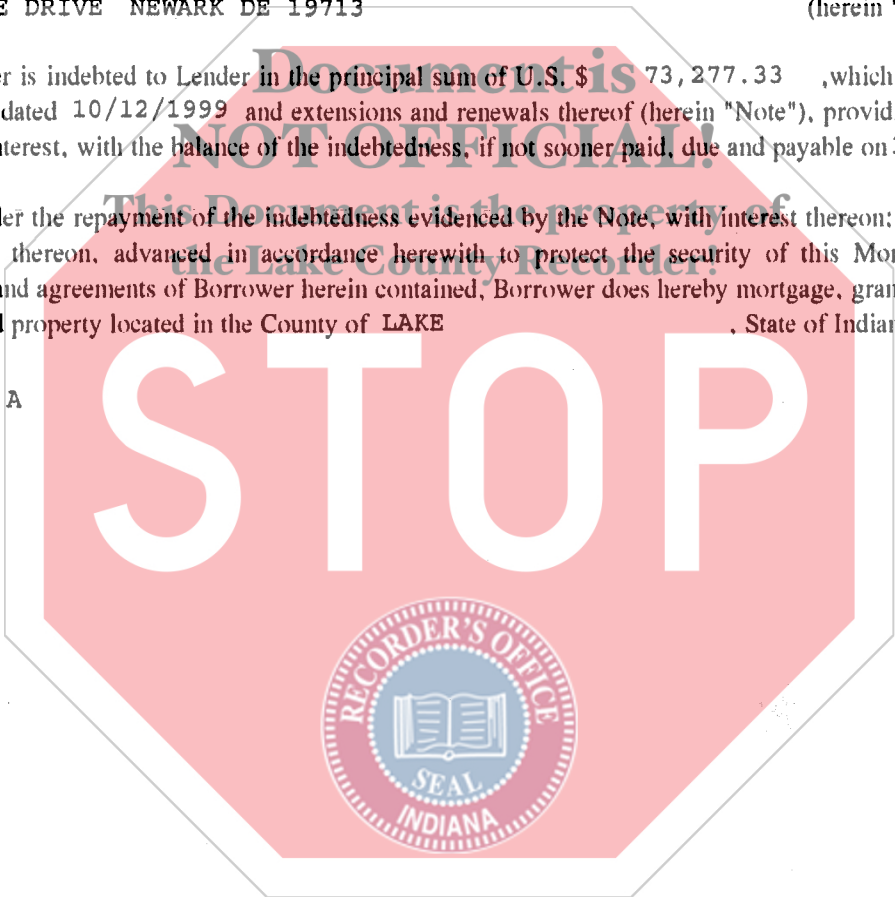 E DRIVE NEWARK DE 19713 (herein "
Document is
er is indebted to Lender in the principal sum of U.S. $ 73,277.33 ,which
dated 10/12/1999 and extensions and renewals thereof (herein "Note"), provid
NOT OFFICIAL!
nterest, with the balance of the indebtedness, if not sooner paid, due and payable on
This Document is the property of
der the repayment of the indebtedness evidenced by the Note, with interest thereon:
the Lake County Recorder!
thereon, advanced in accordance herewith to protect the security of this Mor
and agreements of Borrower herein contained, Borrower does hereby mortgage, gran
d property located in the County of LAKE , State of Indian
A
STOP
RECORDER'S OFFICE
SEAL
INDIANA